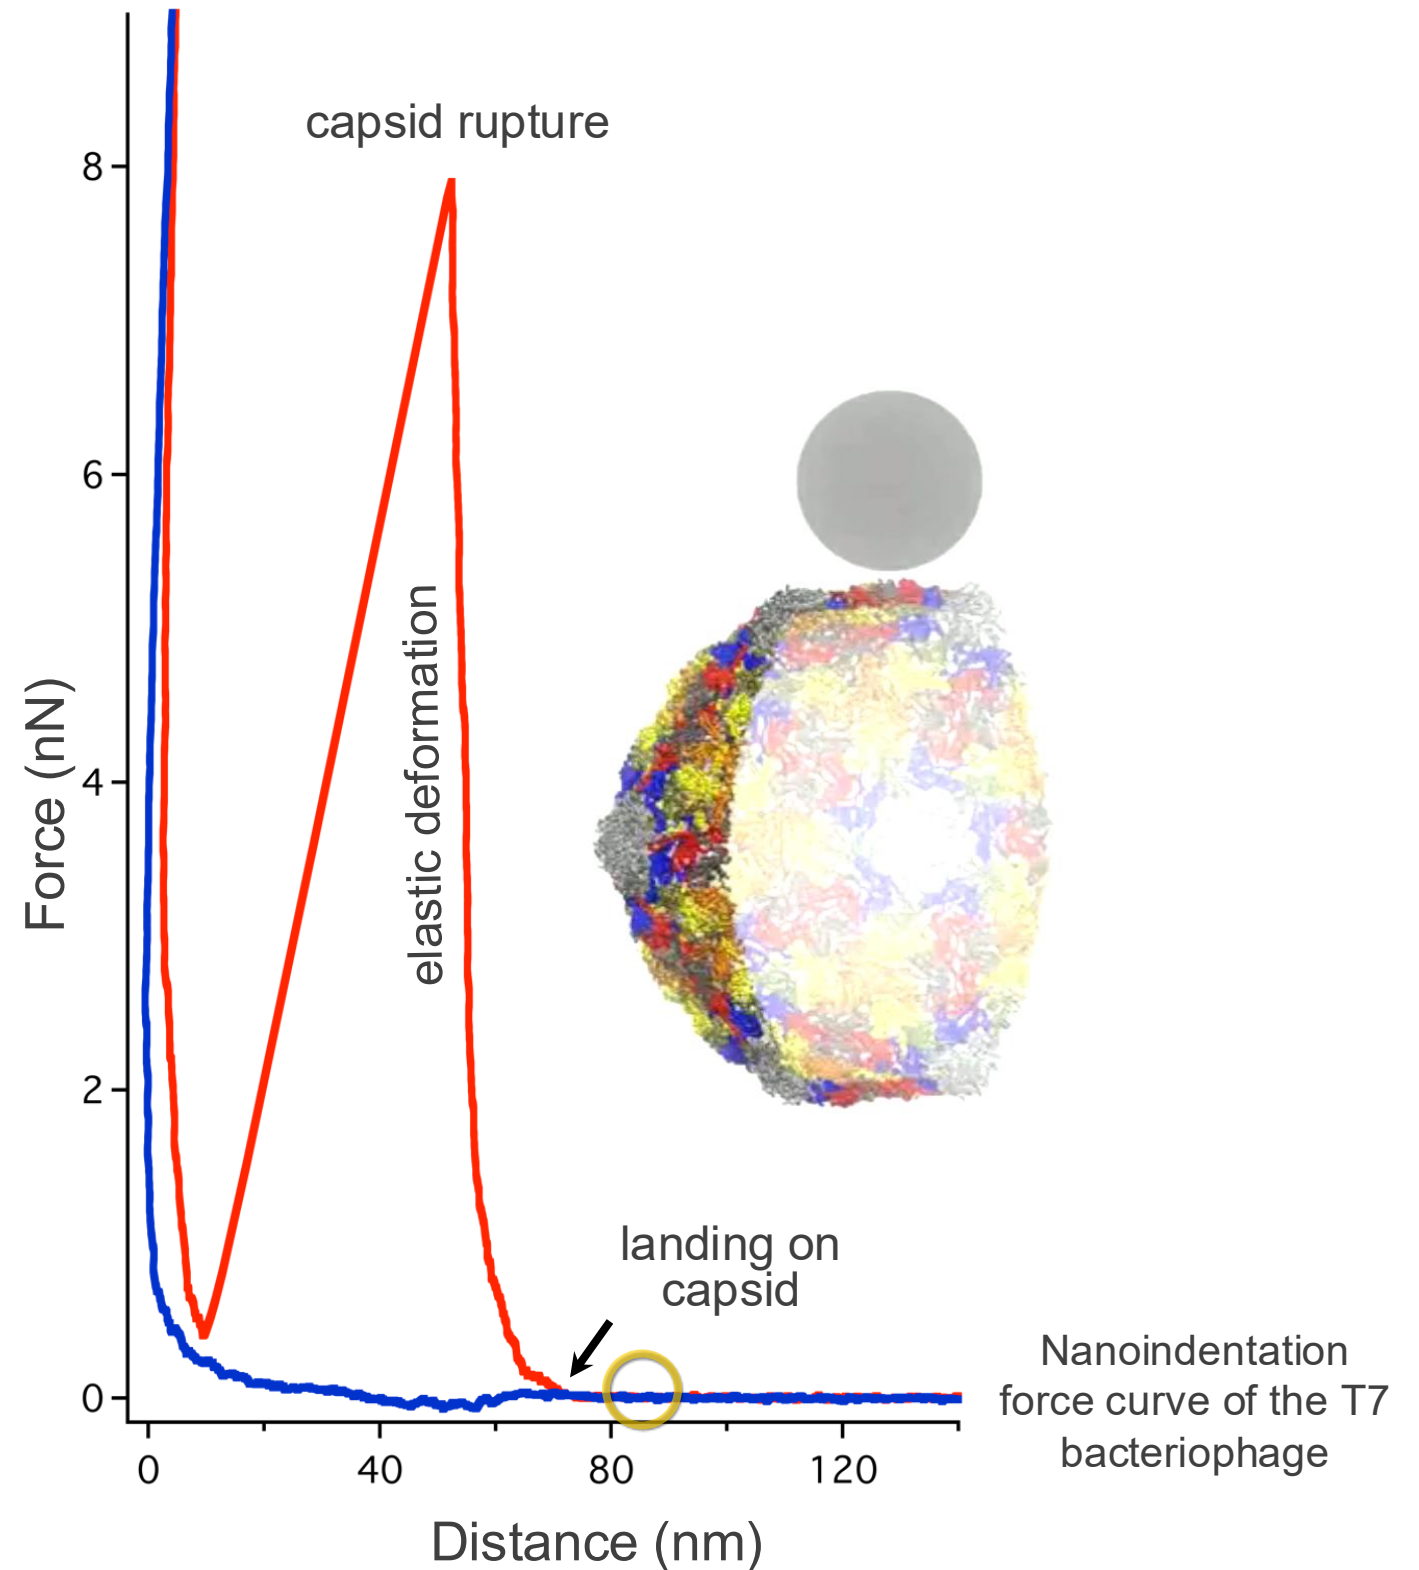 capsid rupture
8
6
elastic deformation
Force (nN)
4
2
landing on
capsid
0
Nanoindentation
force curve of the T7
bacteriophage
0 40 80 120
Distance (nm)